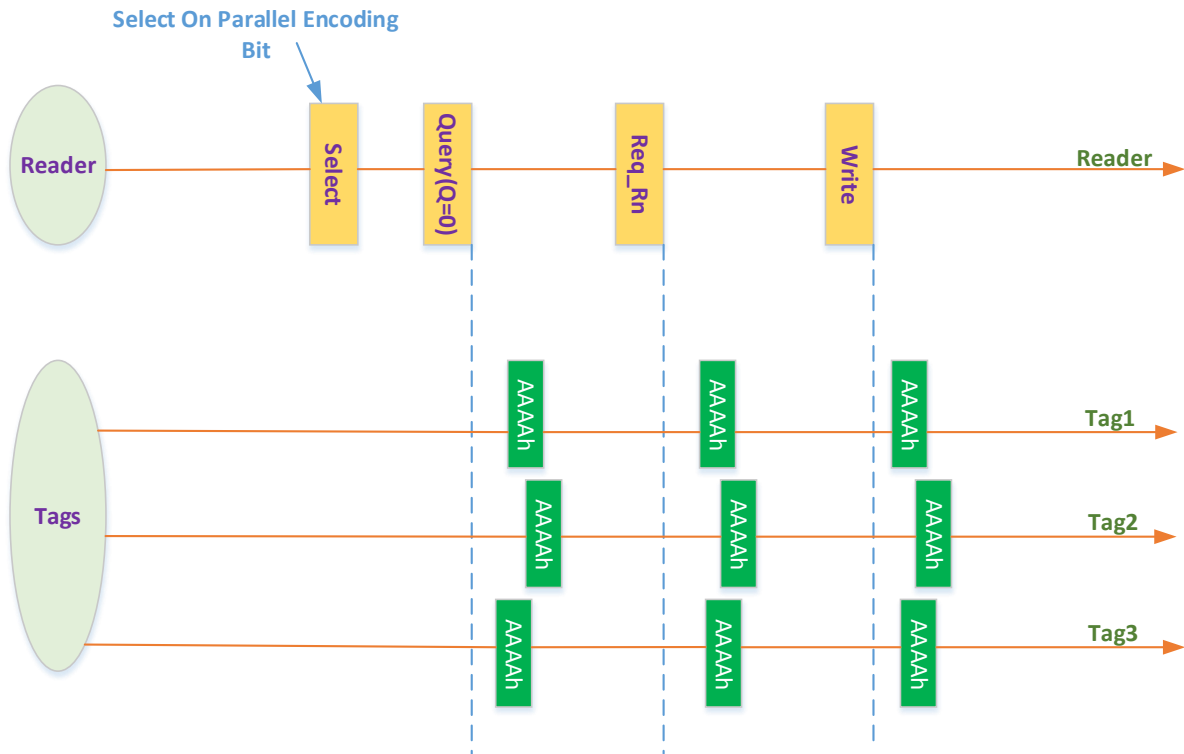 Select On Parallel Encoding
Bit
Reader
Select
Query(Q=0)
Req_Rn
Write
Reader
Tags
AAAAh
AAAAh
AAAAh
Tag1
AAAAh
AAAAh
AAAAh
Tag2
AAAAh
AAAAh
AAAAh
Tag3